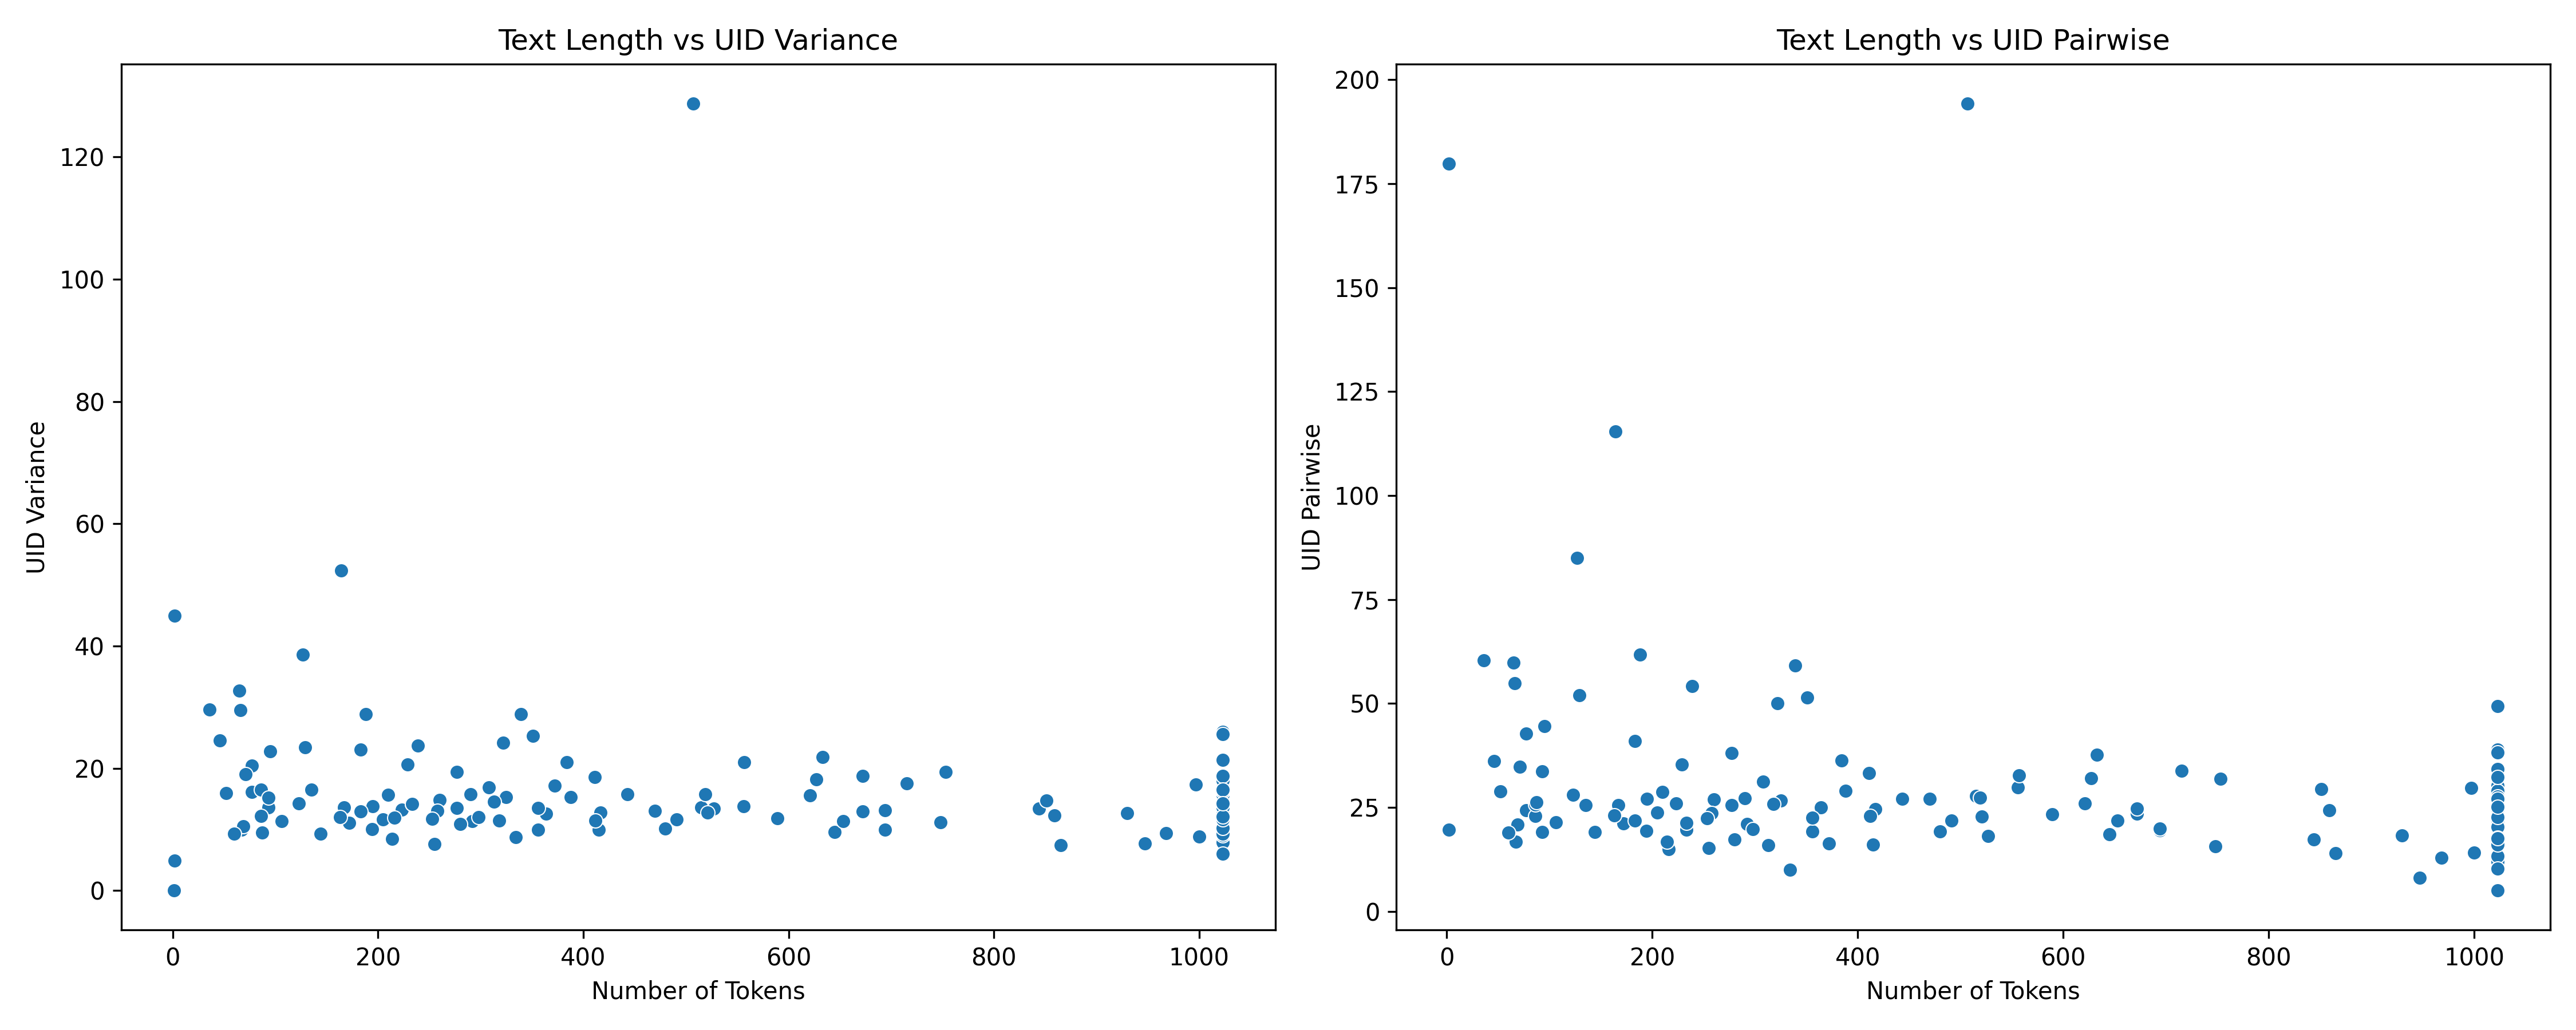 Text Length vs UID Variance
UID Variance
120
100
80
60
40
20
0
0 200 400 600 800 1000
Number of Tokens
Text Length vs UID Pairwise
UID Pairwise
200
175
150
125
100
75
50
25
0
0 200 400 600 800 1000
Number of Tokens